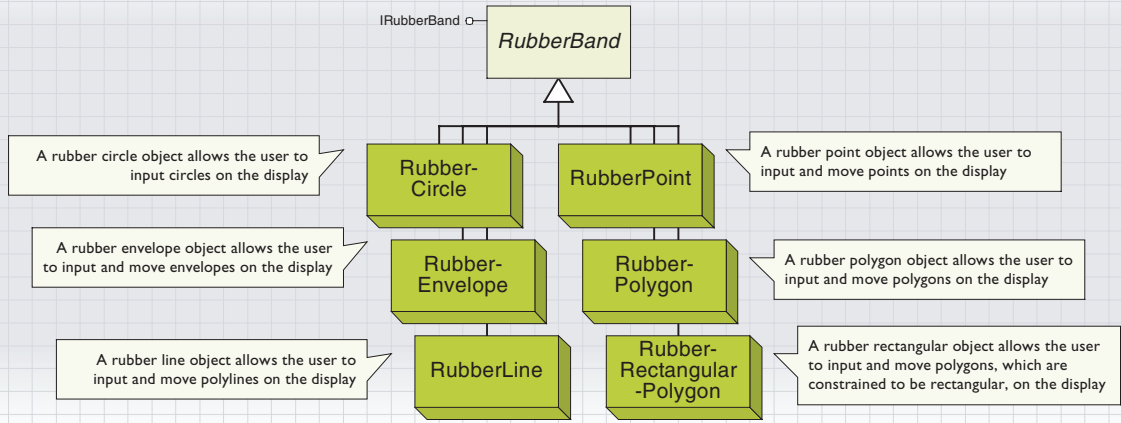 IRubberBand
RubberBand
A rubber circle object allows the user to
input circles on the display
Rubber-
Circle
RubberPoint
A rubber point object allows the user to
input and move points on the display
A rubber envelope object allows the user
to input and move envelopes on the display
Rubber-
Envelope
Rubber-
Polygon
A rubber polygon object allows the user to
input and move polygons on the display
A rubber line object allows the user to
input and move polylines on the display
RubberLine
Rubber-
Rectangular
-Polygon
A rubber rectangular object allows the user
to input and move polygons, which are
constrained to be rectangular, on the display